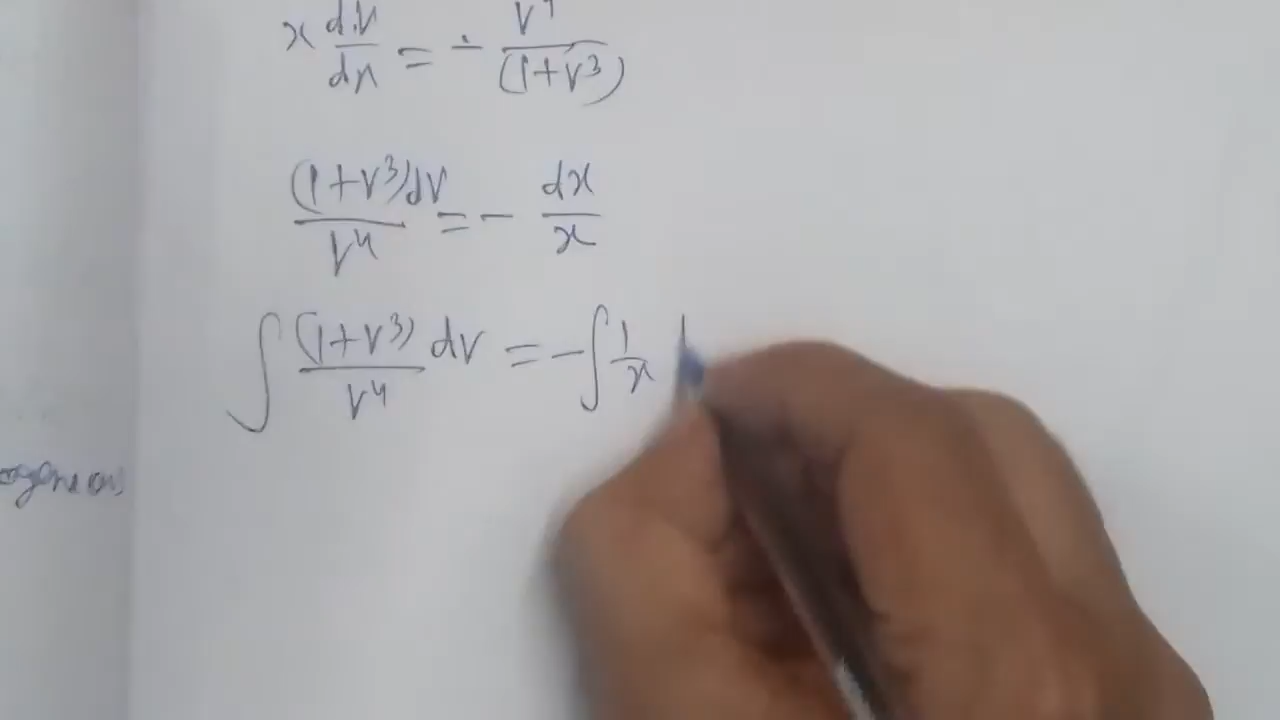 x dv/dx = - v⁴/(1+v³)
(1+v³)dv/v⁴ = - dx/x
∫ (1+v³)/v⁴ dv = -∫ 1/x